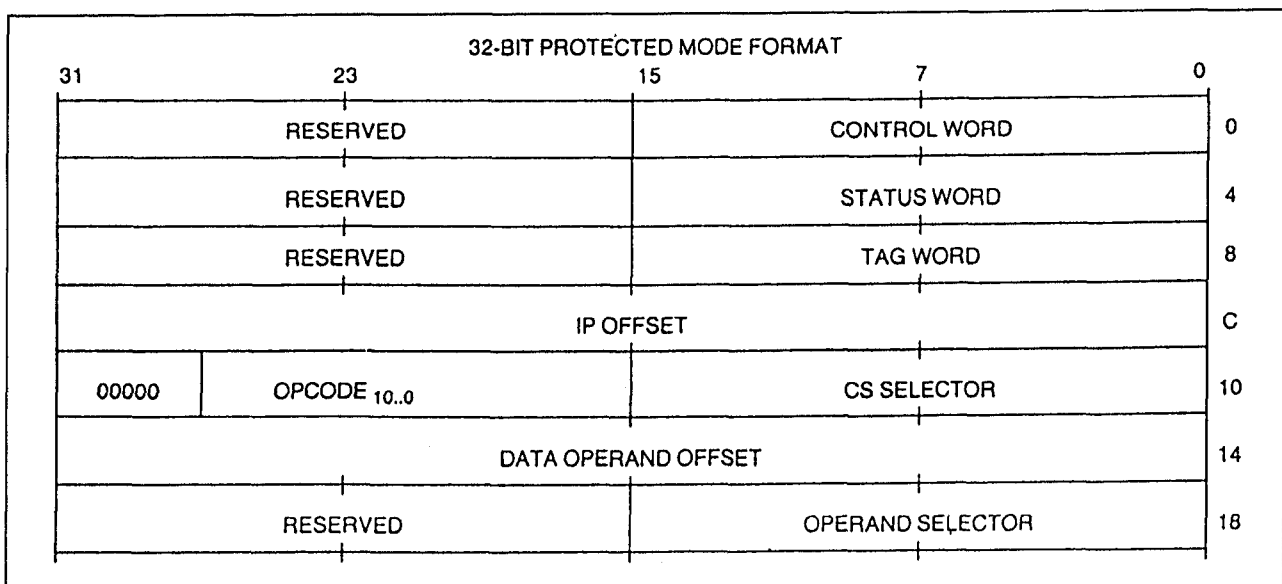 32-BIT PROTECTED MODE FORMAT
31 23 15 7 0
RESERVED CONTROL WORD 0
RESERVED STATUS WORD 4
RESERVED TAG WORD 8
IP OFFSET C
00000 OPCODE 10..0 CS SELECTOR 10
DATA OPERAND OFFSET 14
RESERVED OPERAND SELECTOR 18